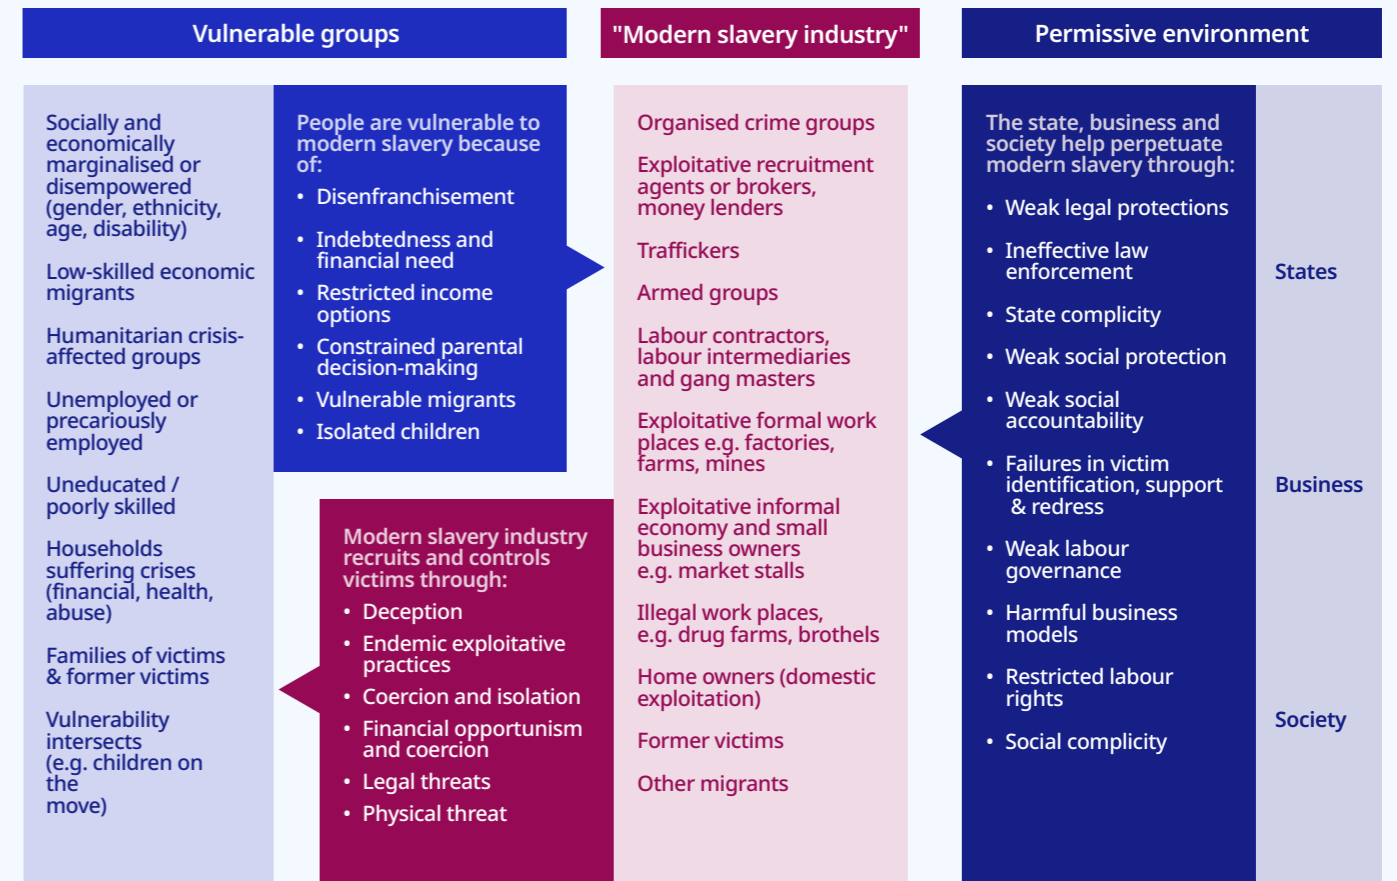 Vulnerable groups
"Modern slavery industry"
Permissive environment
Socially and
economically
marginalised or
disempowered
(gender, ethnicity,
age, disability)
Low-skilled economic
migrants
Humanitarian crisis-
affected groups
Unemployed or
precariously
employed
Uneducated /
poorly skilled
Households
suffering crises
(financial, health,
abuse)
Families of victims
& former victims
Vulnerability
intersects
(e.g. children on
the
move)
People are vulnerable to
modern slavery because
of:
• Disenfranchisement
• Indebtedness and
financial need
• Restricted income
options
• Constrained parental
decision-making
• Vulnerable migrants
• Isolated children
Modern slavery industry
recruits and controls
victims through:
• Deception
• Endemic exploitative
practices
• Coercion and isolation
• Financial opportunism
and coercion
• Legal threats
• Physical threat
Organised crime groups
Exploitative recruitment
agents or brokers,
money lenders
Traffickers
Armed groups
Labour contractors,
labour intermediaries
and gang masters
Exploitative formal work
places e.g. factories,
farms, mines
Exploitative informal
economy and small
business owners
e.g. market stalls
Illegal work places,
e.g. drug farms, brothels
Home owners (domestic
exploitation)
Former victims
Other migrants
The state, business and
society help perpetuate
modern slavery through:
• Weak legal protections
• Ineffective law
enforcement
• State complicity
• Weak social protection
• Weak social
accountability
• Failures in victim
identification, support
& redress
• Weak labour
governance
• Harmful business
models
• Restricted labour
rights
• Social complicity
States
Business
Society